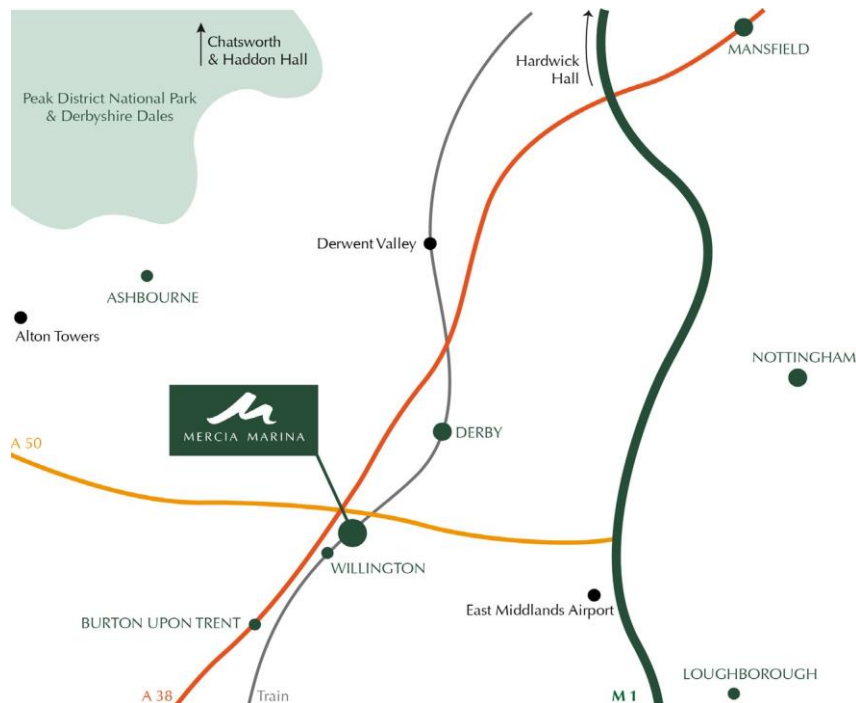 Chatsworth
& Haddon Hall
Hardwick
Hall
MANSFIELD
Peak District National Park
& Derbyshire Dales
Derwent Valley
ASHBOURNE
Alton Towers
NOTTINGHAM
MERCIA MARINA
DERBY
A 50
WILLINGTON
East Middlands Airport
BURTON UPON TRENT
LOUGHBOROUGH
A 38
Train
M 1